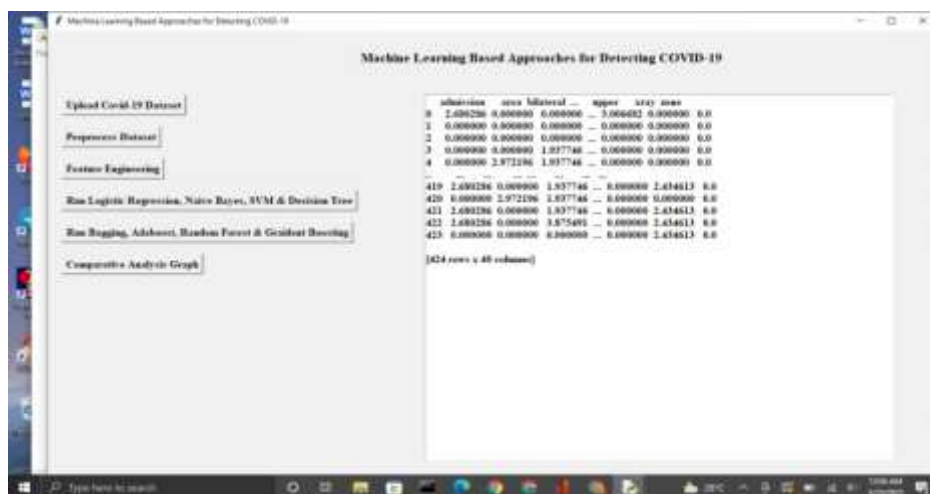 Machine Learning Based Approaches for Detecting COVID-19
Machine Learning Based Approaches for Detecting COVID-19
Upload Covid-19 Dataset
Preprocess Dataset
Feature Engineering
Run Logistic Regression, Naive Bayes, SVM & Decision Tree
Run Bagging, Adaboost, Random Forest & Gradient Boosting
Comparative Analysis Graph
admission area bilateral ... upper xray zone
0 2.680286 0.000000 0.000000 ... 3.006682 0.000000 0.0
1 0.000000 0.000000 0.000000 ... 0.000000 0.000000 0.0
2 0.000000 0.000000 0.000000 ... 0.000000 0.000000 0.0
3 0.000000 0.000000 1.937746 ... 0.000000 0.000000 0.0
4 0.000000 2.972196 1.937746 ... 0.000000 0.000000 0.0
.. ... ... ... ... ... ... ...
419 2.680286 0.000000 1.937746 ... 0.000000 2.434613 0.0
420 0.000000 2.972196 1.937746 ... 0.000000 0.000000 0.0
421 2.680286 0.000000 1.937746 ... 0.000000 2.434613 0.0
422 2.680286 0.000000 3.875491 ... 0.000000 2.434613 0.0
423 0.000000 0.000000 0.000000 ... 0.000000 2.434613 0.0
[424 rows x 40 columns]
Type here to search